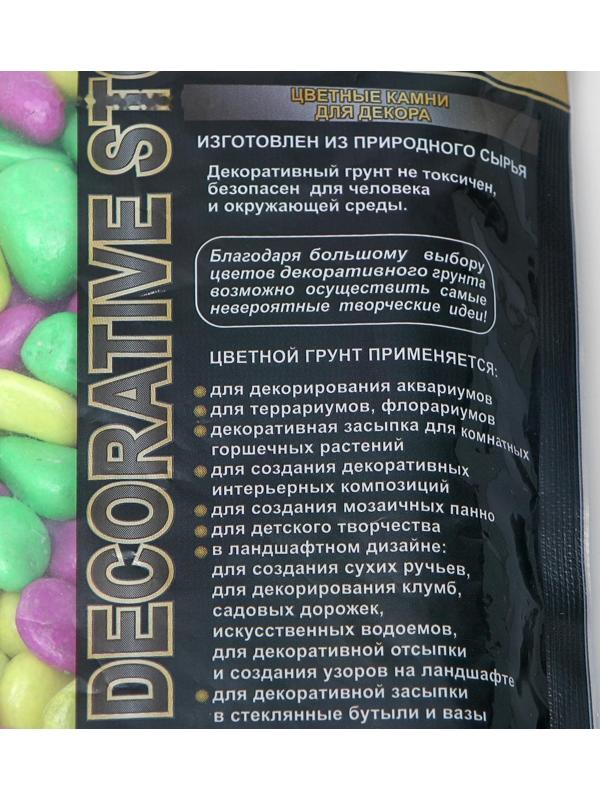 DECORATIVE STO
ЦВЕТНЫЕ КАМНИ
ДЛЯ ДЕКОРА
ИЗГОТОВЛЕН ИЗ ПРИРОДНОГО СЫРЬЯ
Декоративный грунт не токсичен,
безопасен для человека
и окружающей среды.
Благодаря большому выбору
цветов декоративного грунта
возможно осуществить самые
невероятные творческие идеи!
ЦВЕТНОЙ ГРУНТ ПРИМЕНЯЕТСЯ:
для декорирования аквариумов
для террариумов, флорариумов
декоративная засыпка для комнатных
горшечных растений
для создания декоративных
интерьерных композиций
для создания мозаичных панно
для детского творчества
в ландшафтном дизайне:
для создания сухих ручьев,
для декорирования клумб,
садовых дорожек,
искусственных водоемов,
для декоративной отсыпки
и создания узоров на ландшафте
для декоративной засыпки
в стеклянные бутыли и вазы